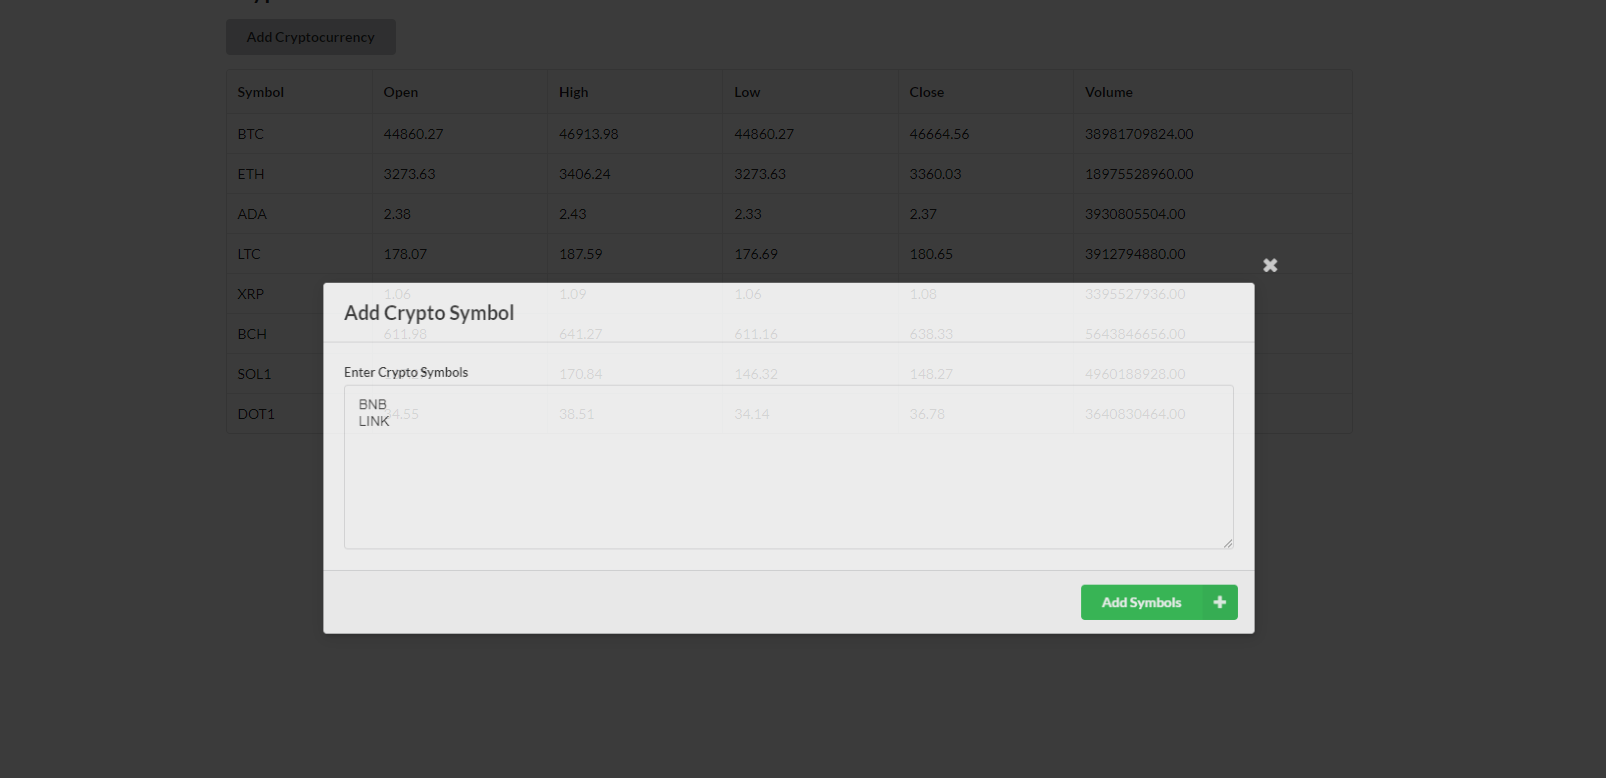 Add Cryptocurrency
Symbol Open High Low Close Volume
BTC 44860.27 46913.98 44860.27 46664.56 38981709824.00
ETH 3273.63 3406.24 3273.63 3360.03 18975528960.00
ADA 2.38 2.43 2.33 2.37 3930805504.00
LTC 178.07 187.59 176.69 180.65 3912794880.00
XRP 1.06 1.09 1.06 1.08 3395527936.00
Add Crypto Symbol
BCH 611.98 641.27 611.16 638.33 5643846656.00
Enter Crypto Symbols
SOL1 170.84 146.32 148.27 4960188928.00
BNB
DOT1 38.51 34.14 36.78 3640830464.00
LINK
Add Symbols